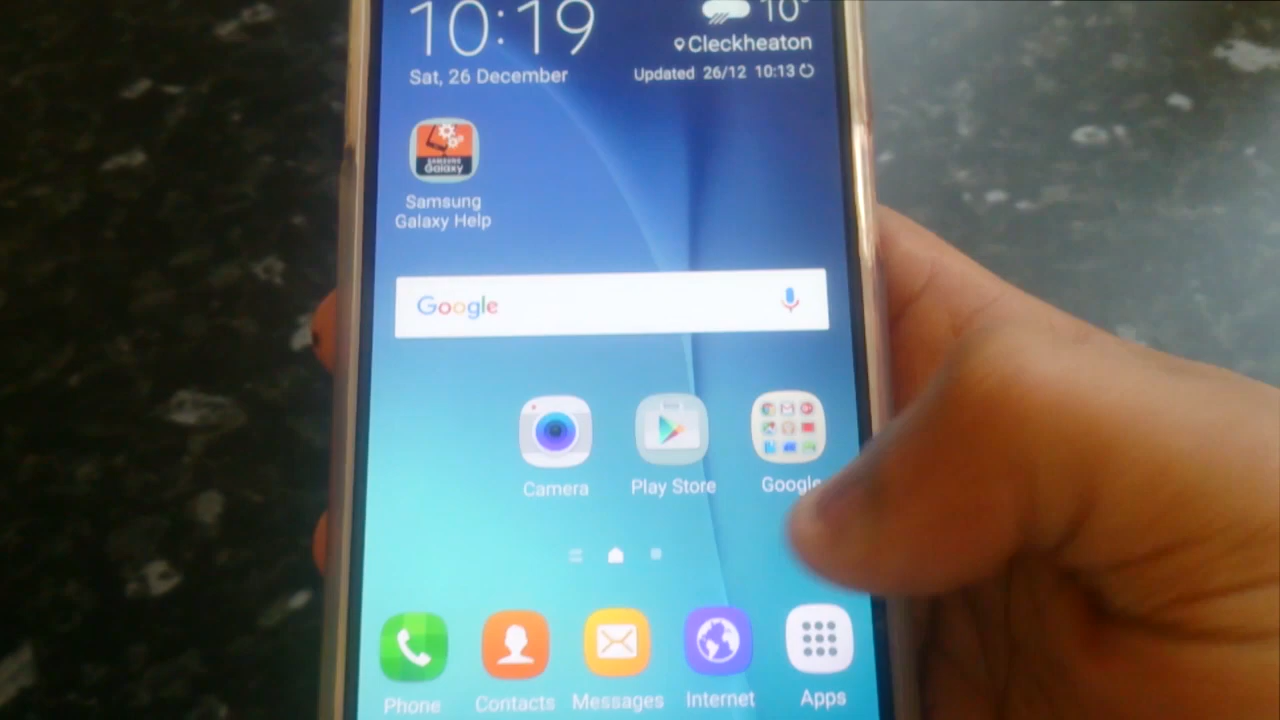 10:19
10°
Cleckheaton
Sat, 26 December
Updated 26/12 10:13
SAMSUNG
Galaxy
Samsung
Galaxy Help
Google
Camera
Play Store
Google
Phone
Contacts
Messages
Internet
Apps